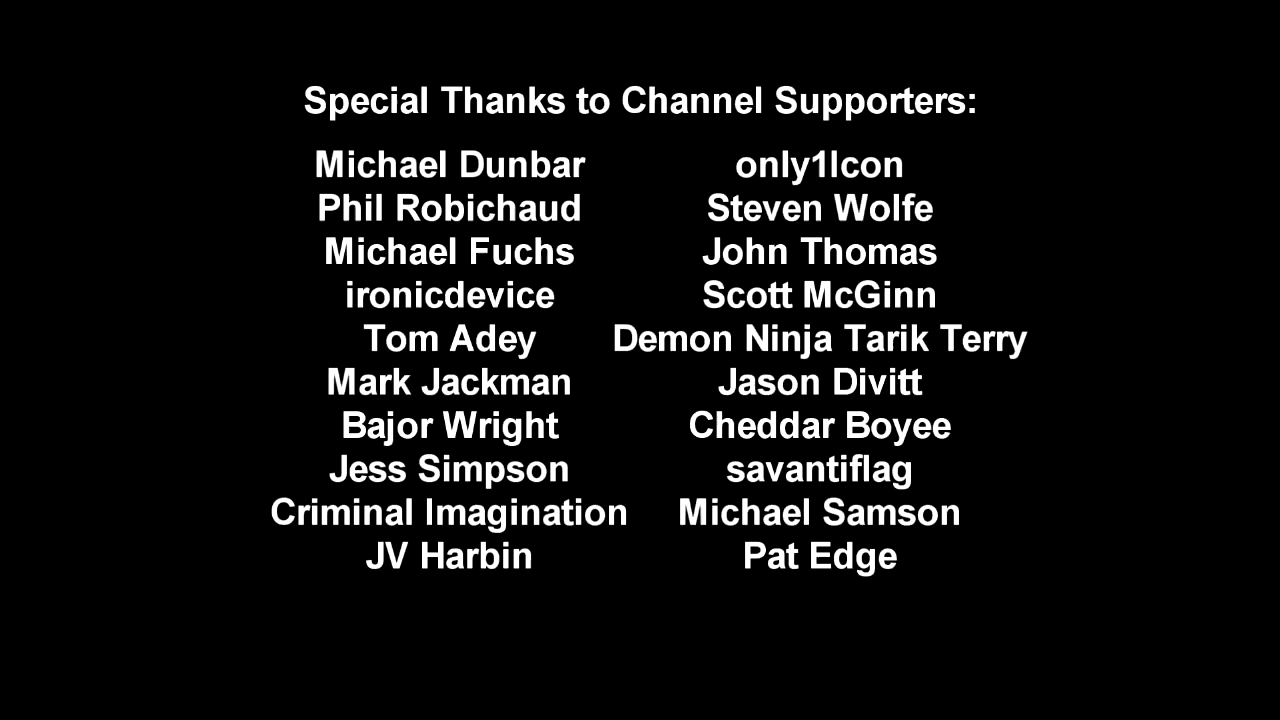 Special Thanks to Channel Supporters:
Michael Dunbar
Phil Robichaud
Michael Fuchs
ironicdevice
Tom Adey
Mark Jackman
Bajor Wright
Jess Simpson
Criminal Imagination
JV Harbin
only1Icon
Steven Wolfe
John Thomas
Scott McGinn
Demon Ninja Tarik Terry
Jason Divitt
Cheddar Boyee
savantiflag
Michael Samson
Pat Edge